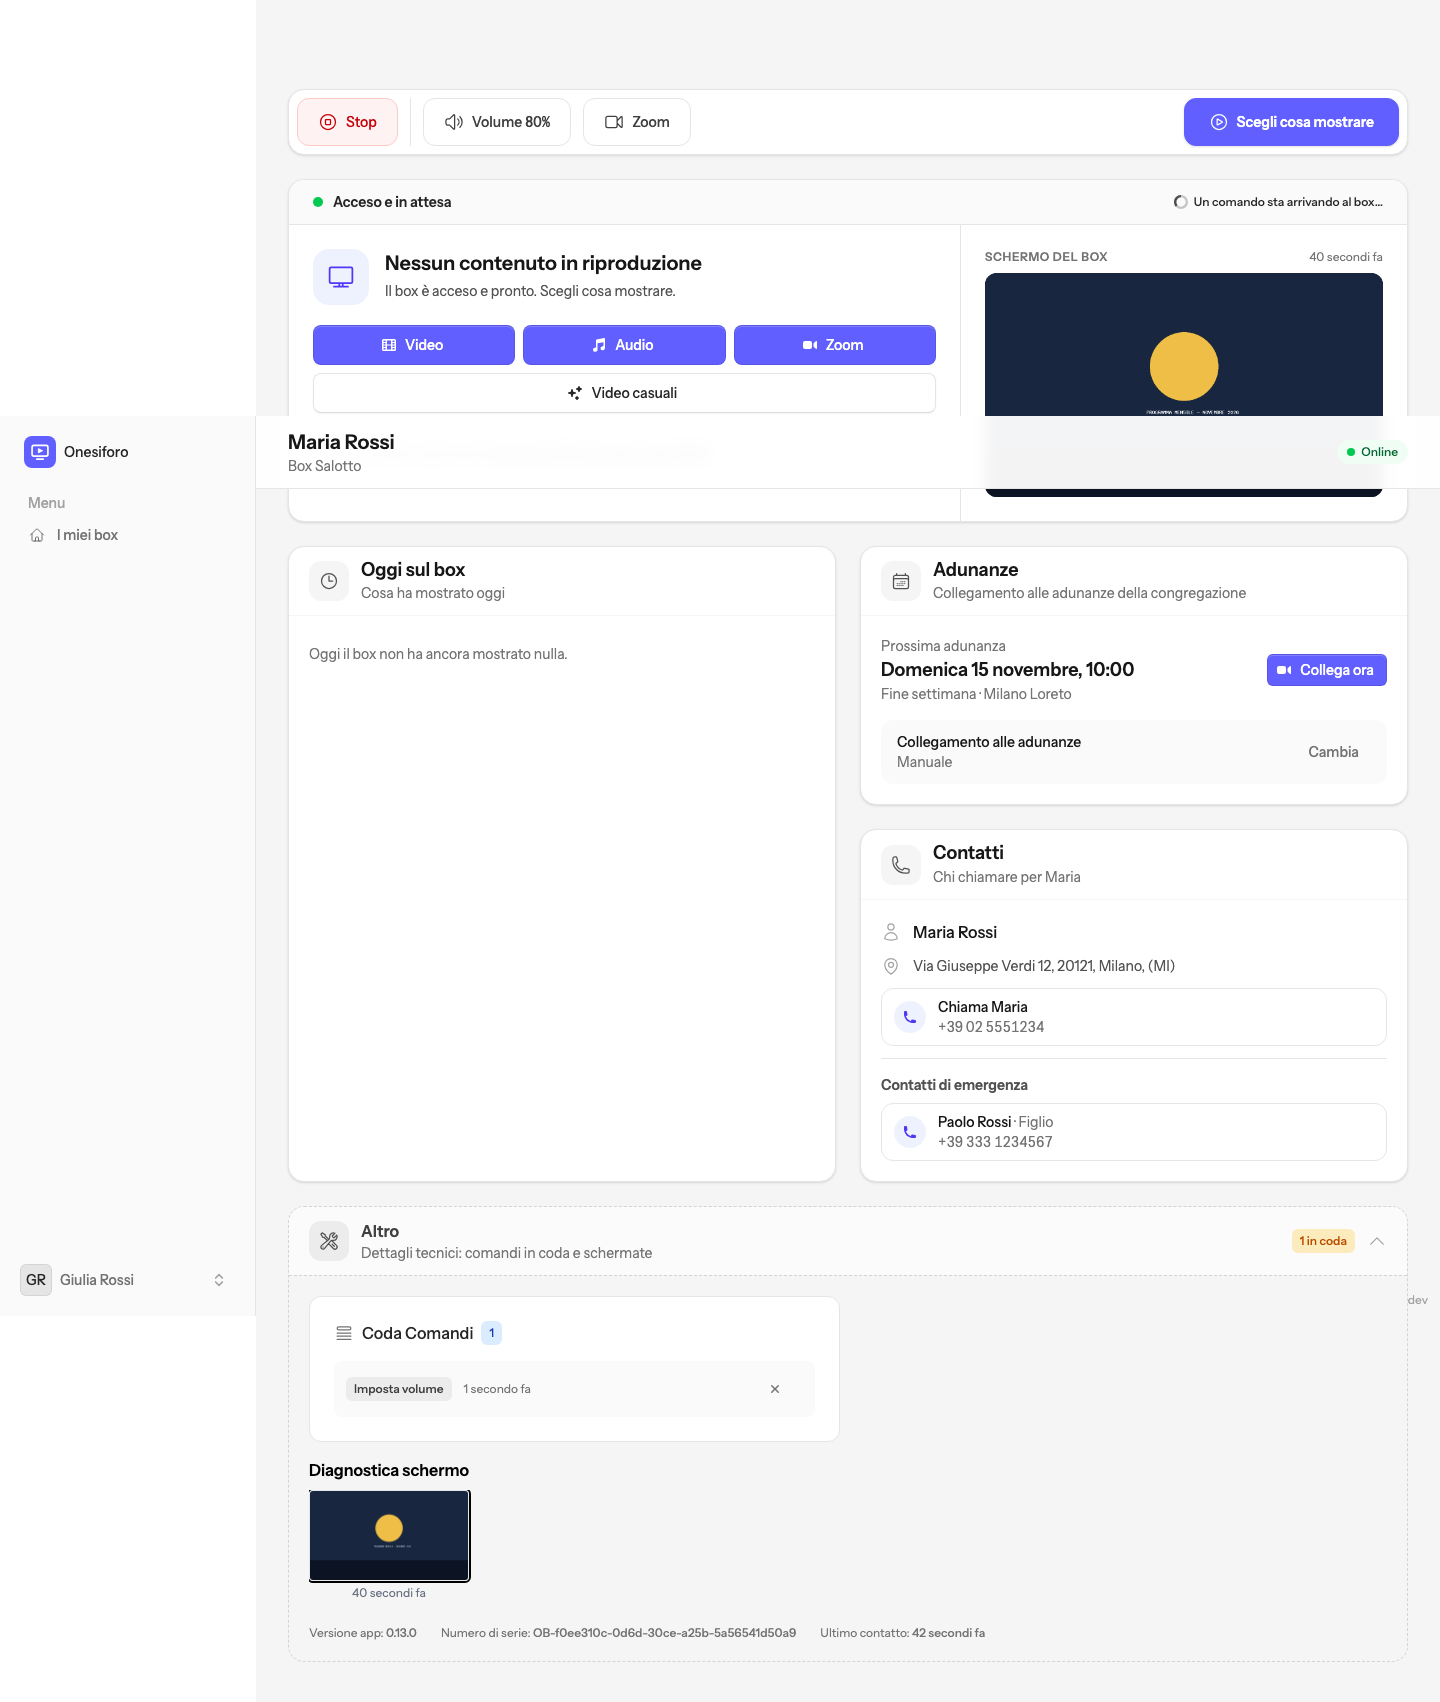 Stop
Volume 80%
Zoom
Scegli cosa mostrare
Acceso e in attesa
Un comando sta arrivando al box...
Nessun contenuto in riproduzione
Il box è acceso e pronto. Scegli cosa mostrare.
Video
Audio
Zoom
Video casuali
SCHERMO DEL BOX
40 secondi fa
PROGRAMMA MENSILE — NOVEMBRE 2026
Onesiforo
Menu
I miei box
Maria Rossi
Box Salotto
Online
Oggi sul box
Cosa ha mostrato oggi
Oggi il box non ha ancora mostrato nulla.
Adunanze
Collegamento alle adunanze della congregazione
Prossima adunanza
Domenica 15 novembre, 10:00
Fine settimana · Milano Loreto
Collega ora
Collegamento alle adunanze
Manuale
Cambia
Contatti
Chi chiamare per Maria
Maria Rossi
Via Giuseppe Verdi 12, 20121, Milano, (MI)
Chiama Maria
+39 02 5551234
Contatti di emergenza
Paolo Rossi · Figlio
+39 333 1234567
GR
Giulia Rossi
Altro
Dettagli tecnici: comandi in coda e schermate
1 in coda
dev
Coda Comandi 1
Imposta volume
1 secondo fa
Diagnostica schermo
40 secondi fa
Versione app: 0.13.0
Numero di serie: OB-f0ee310c-0d6d-30ce-a25b-5a56541d50a9
Ultimo contatto: 42 secondi fa